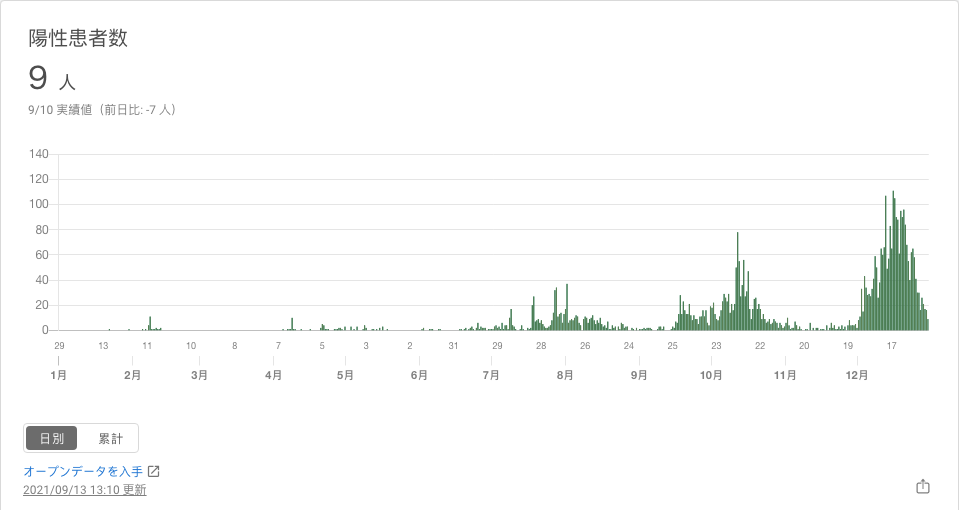 陽性患者数
9 人
9/10 実績値（前日比: -7 人）
140
120
100
80
60
40
20
0
29 13 11 10 8 7 5 3 2 31 29 28 26 24 25 23 22 20 19 17
1月 2月 3月 4月 5月 6月 7月 8月 9月 10月 11月 12月
日別 累計
オープンデータを入手
2021/09/13 13:10 更新